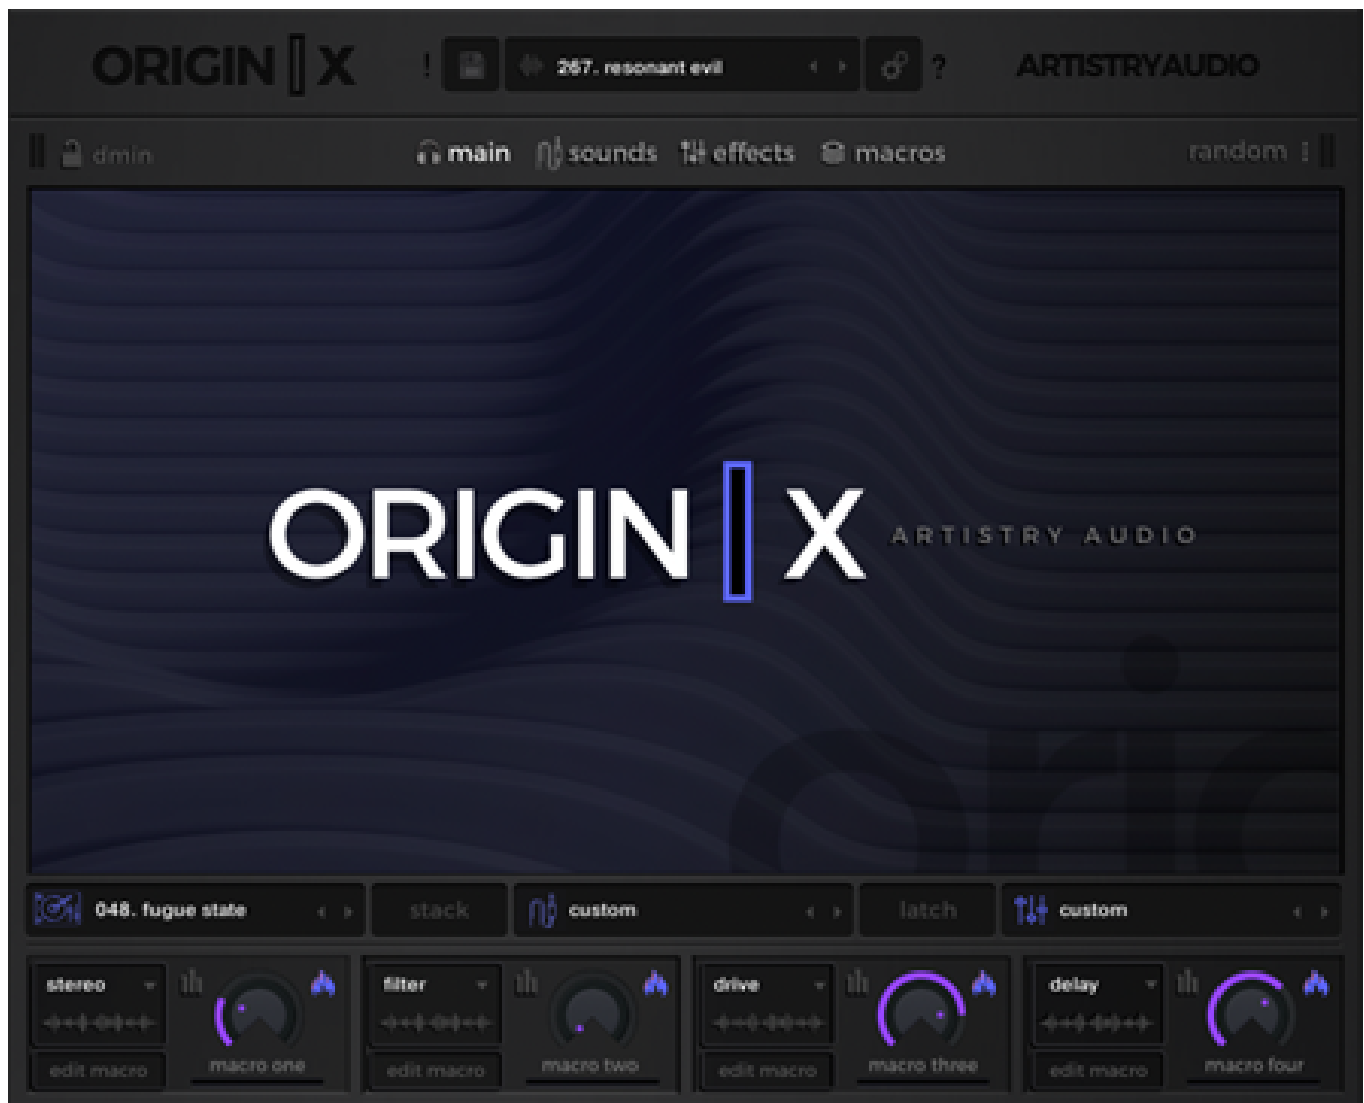 ORIGIN X ! 267. resonant evil ? ARTISTRYAUDIO
dmin main sounds effects macros random
ORIGIN X ARTISTRY AUDIO
oric
048. fugue state stack custom latch custom
stereo filter drive delay
edit macro macro one edit macro macro two edit macro macro three edit macro macro four